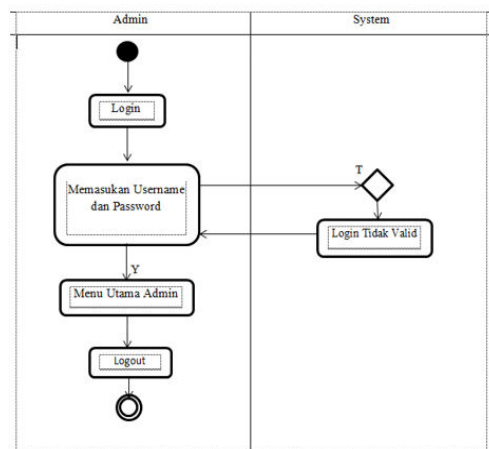 Admin
System
Login
Memasukan Username
dan Password
T
Login Tidak Valid
Y
Menu Utama Admin
Logout